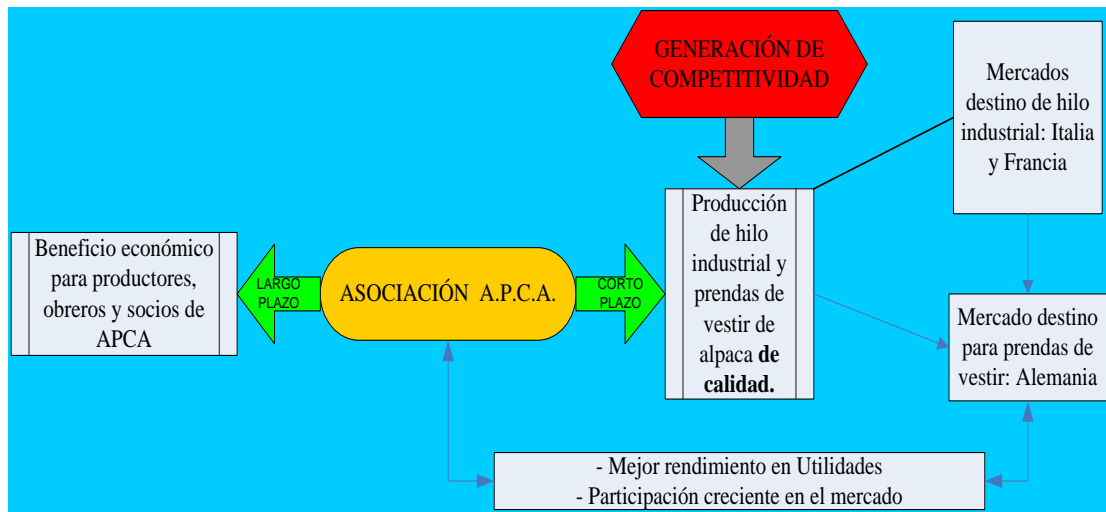 GENERACIÓN DE
COMPETITIVIDAD
Mercados
destino de hilo
industrial: Italia
y Francia
Beneficio económico
para productores,
obreros y socios de
APCA
LARGO
PLAZO
ASOCIACIÓN A.P.C.A.
CORTO
PLAZO
Producción
de hilo
industrial y
prendas de
vestir de
alpaca de
calidad.
Mercado destino
para prendas de
vestir: Alemania
- Mejor rendimiento en Utilidades
- Participación creciente en el mercado